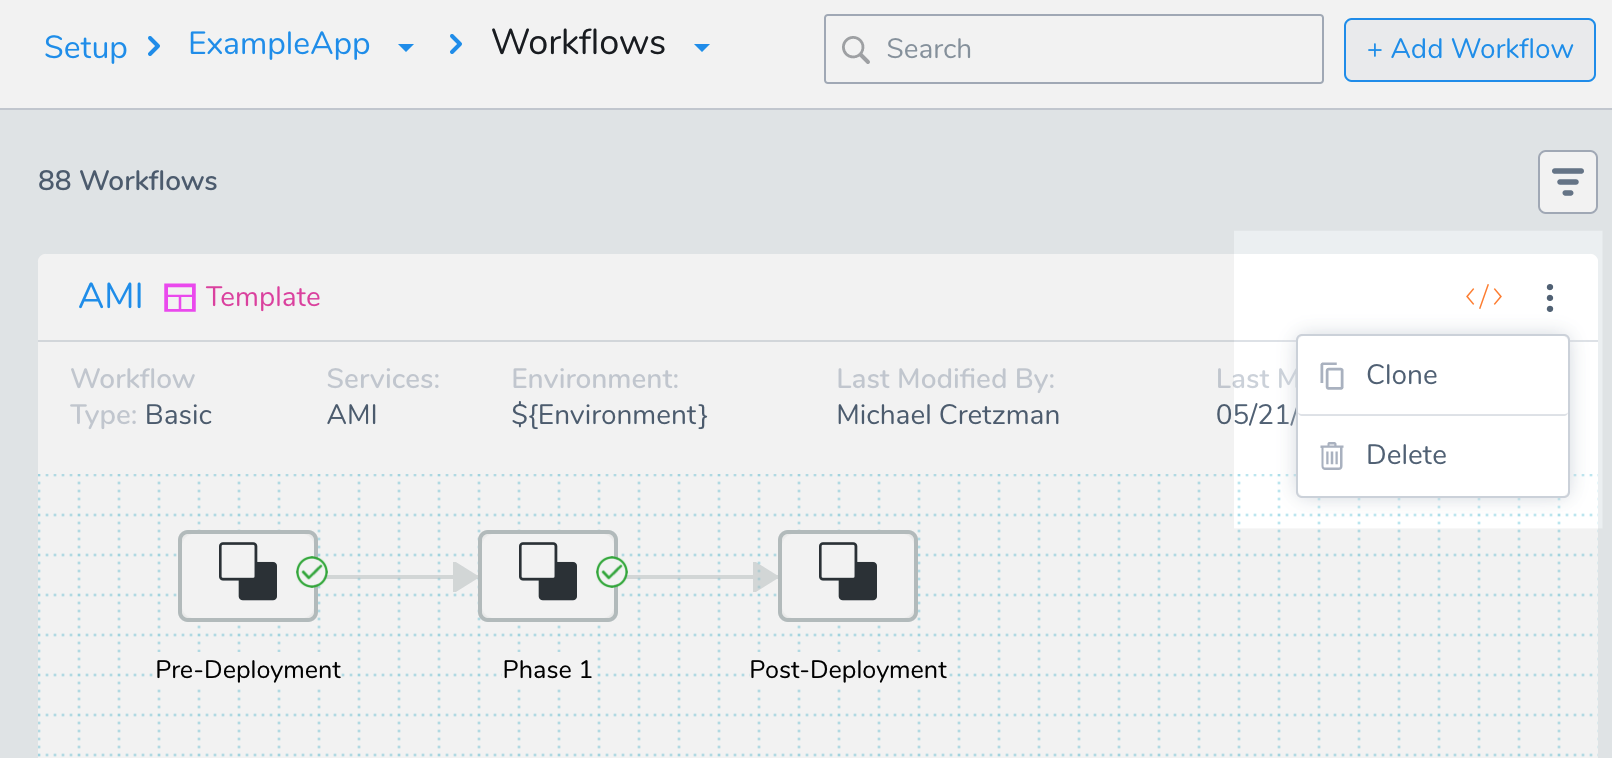 Setup > ExampleApp > Workflows
Search
+ Add Workflow
88 Workflows
AMI Template </>
Workflow Type: Basic
Services: AMI
Environment: ${Environment}
Last Modified By: Michael Cretzman
Last M
05/21/
Clone
Delete
Pre-Deployment
Phase 1
Post-Deployment